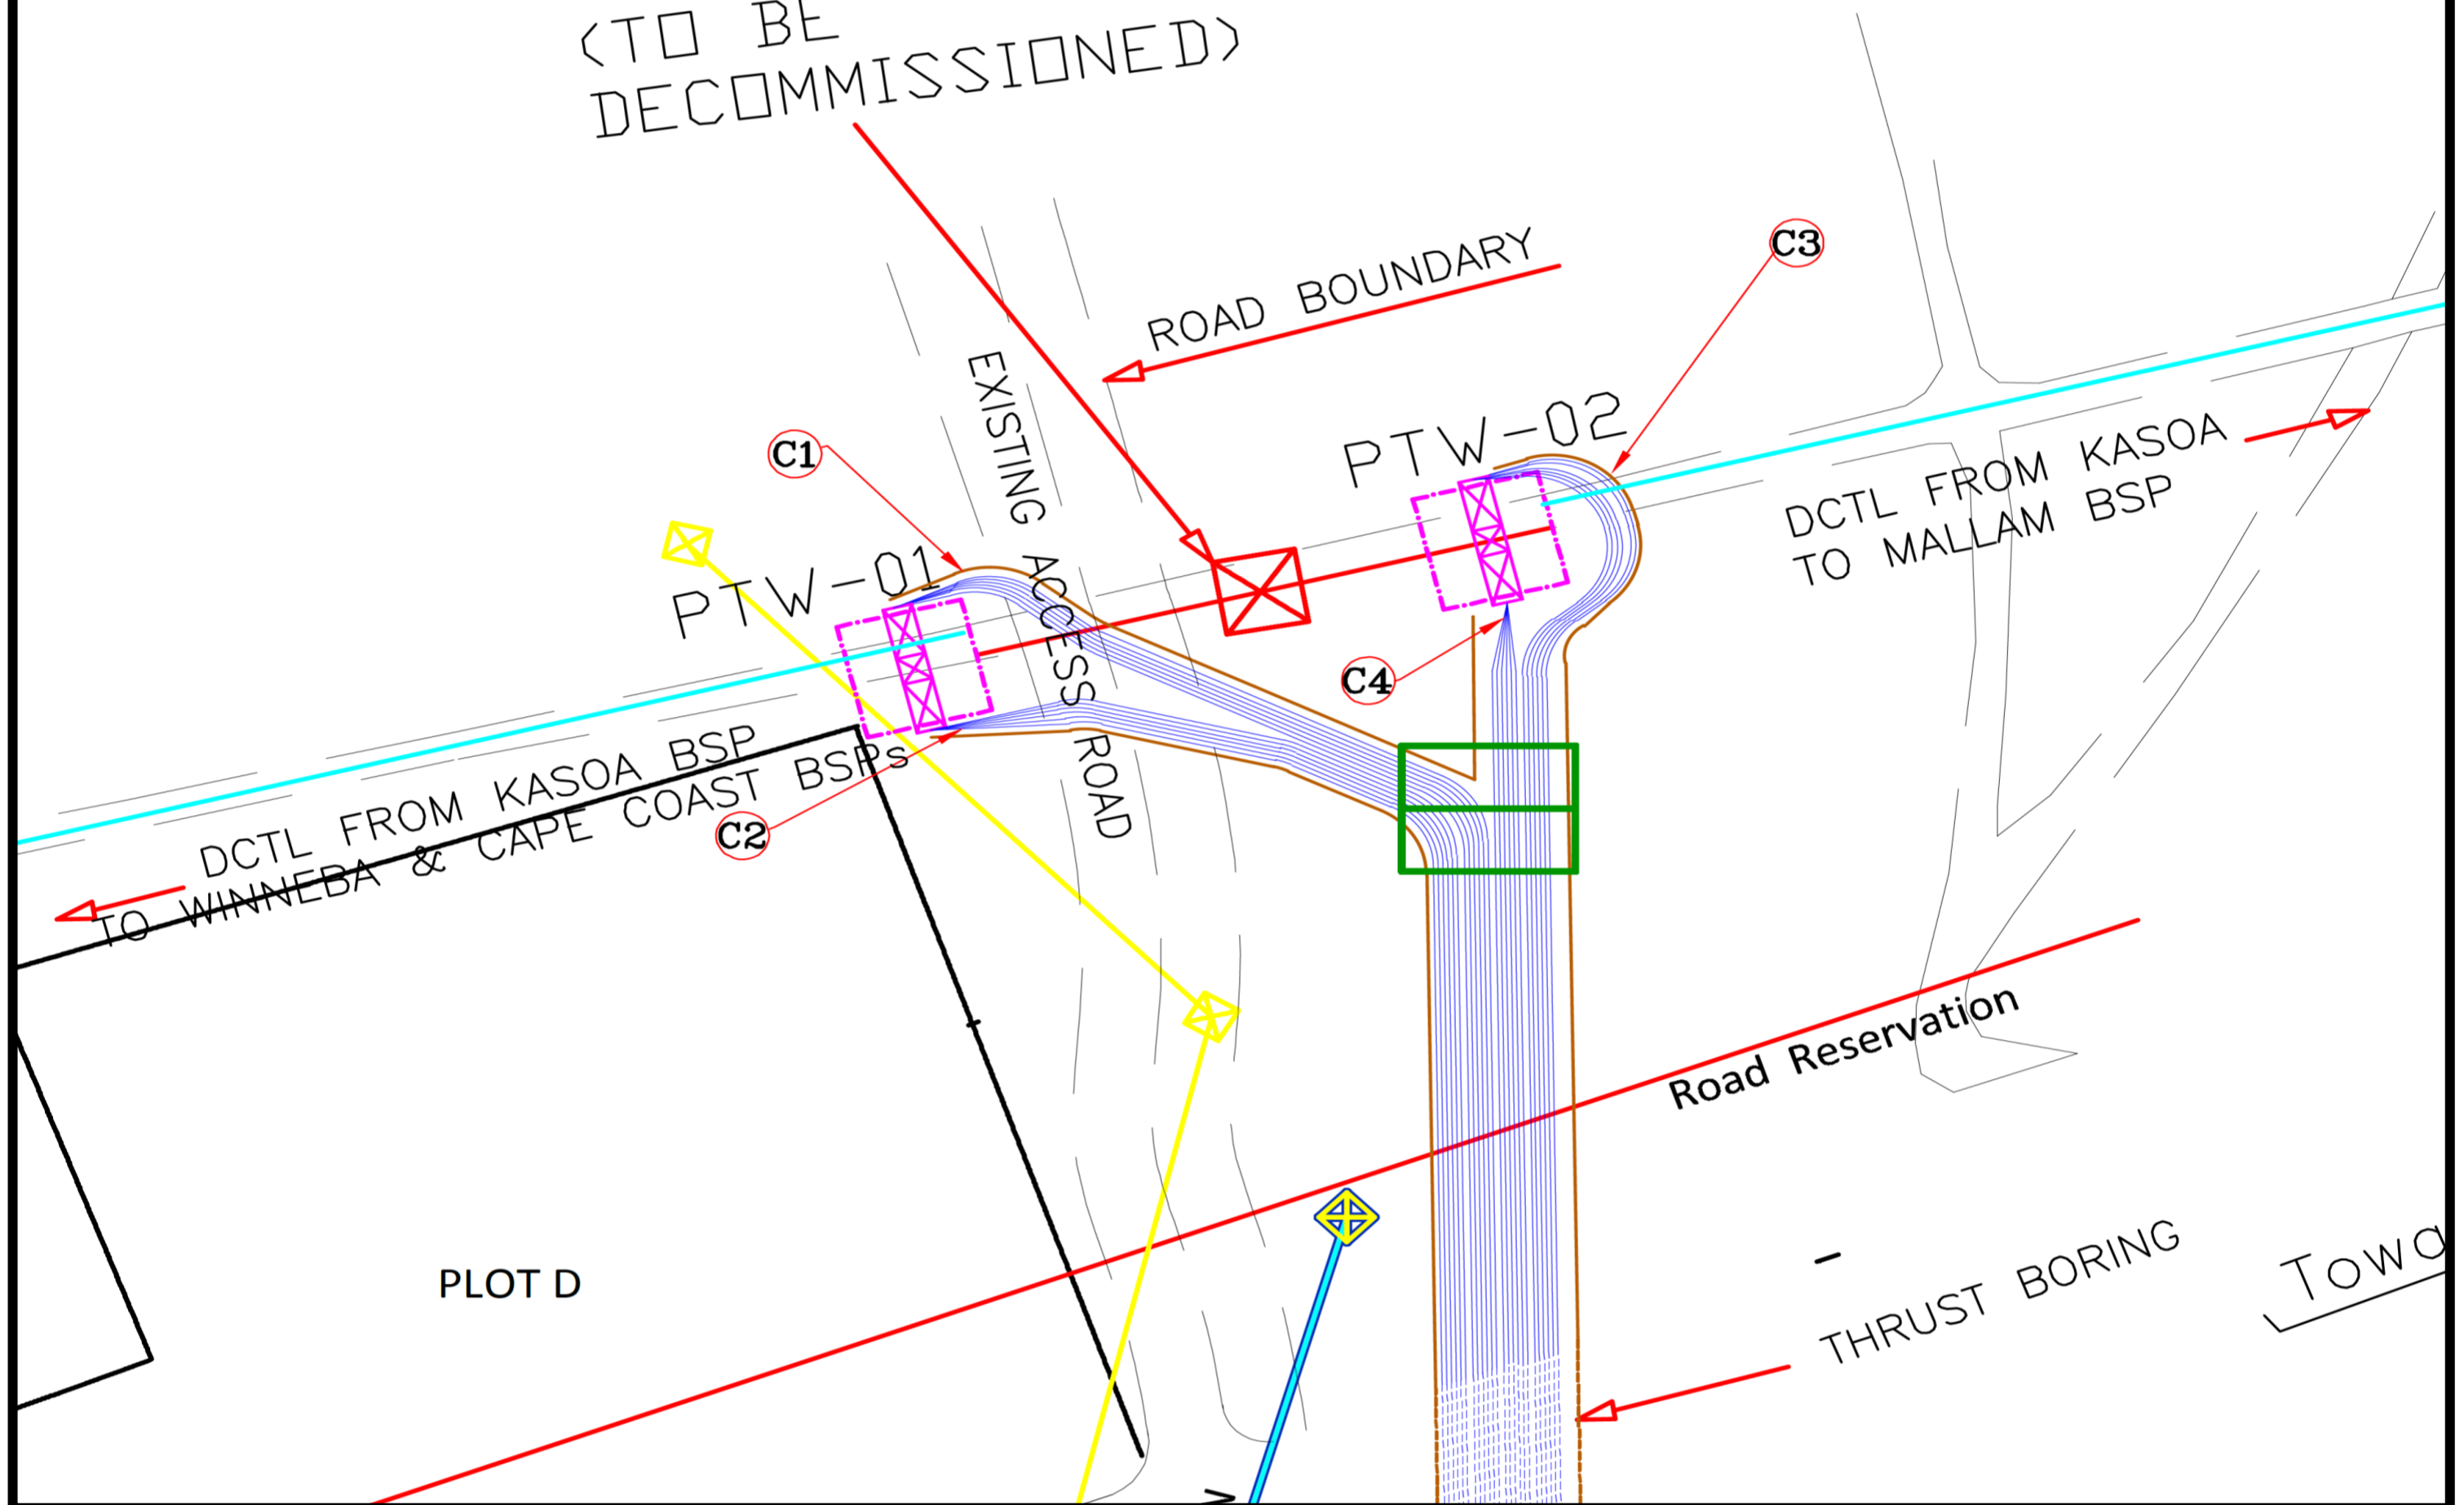 (TO BE
DECOMMISSIONED)
ROAD BOUNDARY
C3
EXISTING ACCESS ROAD
C1
PTW-02
PTW-01
DCTL FROM KASOA
TO MALLAM BSP
C4
DCTL FROM KASOA BSP
TO WINNEBA & CAPE COAST BSPs
C2
Road Reservation
PLOT D
THRUST BORING